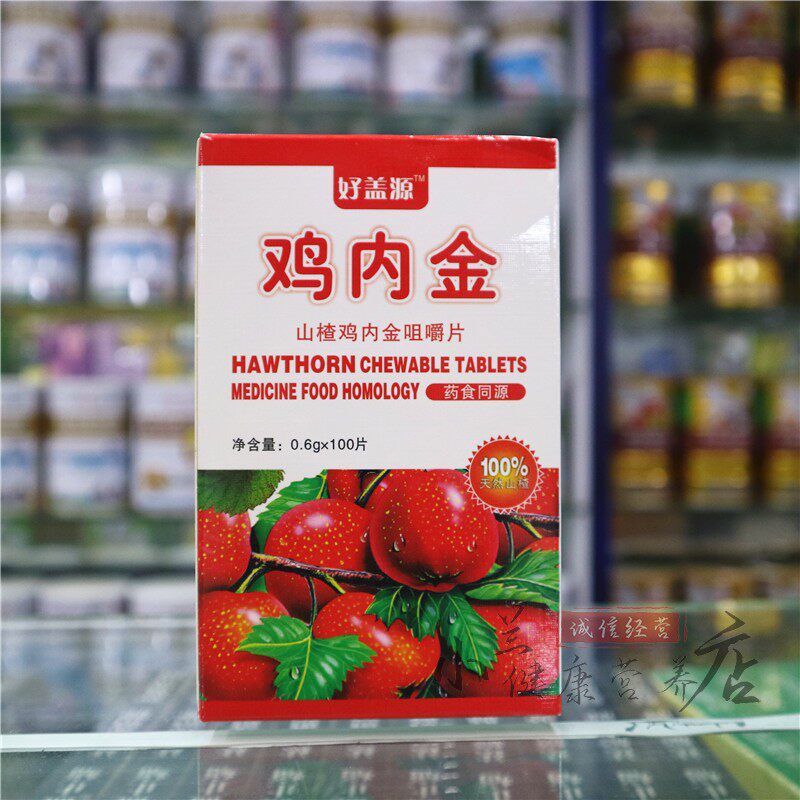 好盖源™
鸡内金
山楂鸡内金咀嚼片
HAWTHORN CHEWABLE TABLETS
MEDICINE FOOD HOMOLOGY 药食同源
净含量：0.6g×100片
100%
天然山楂
诚信经营
小兰健康营养店